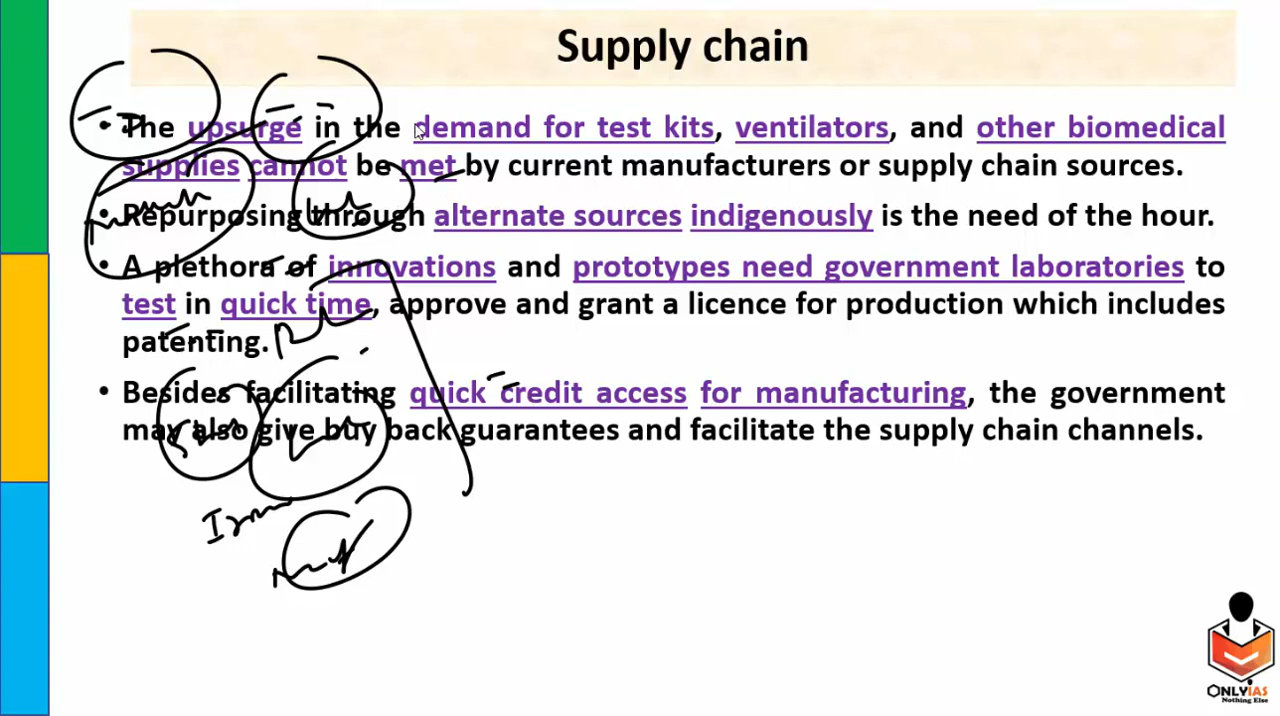 Supply chain
• The upsurge in the demand for test kits, ventilators, and other biomedical
supplies cannot be met by current manufacturers or supply chain sources.
• Repurposing through alternate sources indigenously is the need of the hour.
• A plethora of innovations and prototypes need government laboratories to
test in quick time, approve and grant a licence for production which includes
patenting.
• Besides facilitating quick credit access for manufacturing, the government
may also give buy back guarantees and facilitate the supply chain channels.
ONLYIAS
Nothing Else